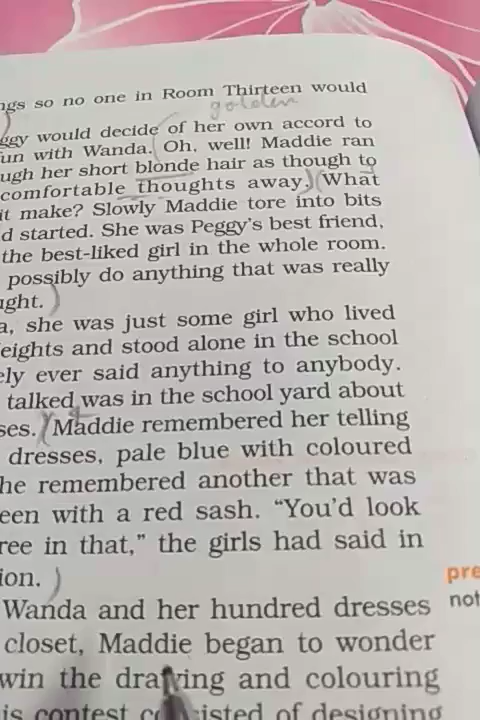 ngs so no one in Room Thirteen would
golden
ggy would decide of her own accord to
un with Wanda. Oh, well! Maddie ran
ugh her short blonde hair as though to
comfortable thoughts away. What
it make? Slowly Maddie tore into bits
d started. She was Peggy's best friend,
the best-liked girl in the whole room.
possibly do anything that was really
ught.
a, she was just some girl who lived
eights and stood alone in the school
ely ever said anything to anybody.
talked was in the school yard about
ses. Maddie remembered her telling
dresses, pale blue with coloured
he remembered another that was
een with a red sash. “You’d look
ree in that,” the girls had said in
ion.
Wanda and her hundred dresses
closet, Maddie began to wonder
win the drawing and colouring
is contest consisted of designing
pre
not